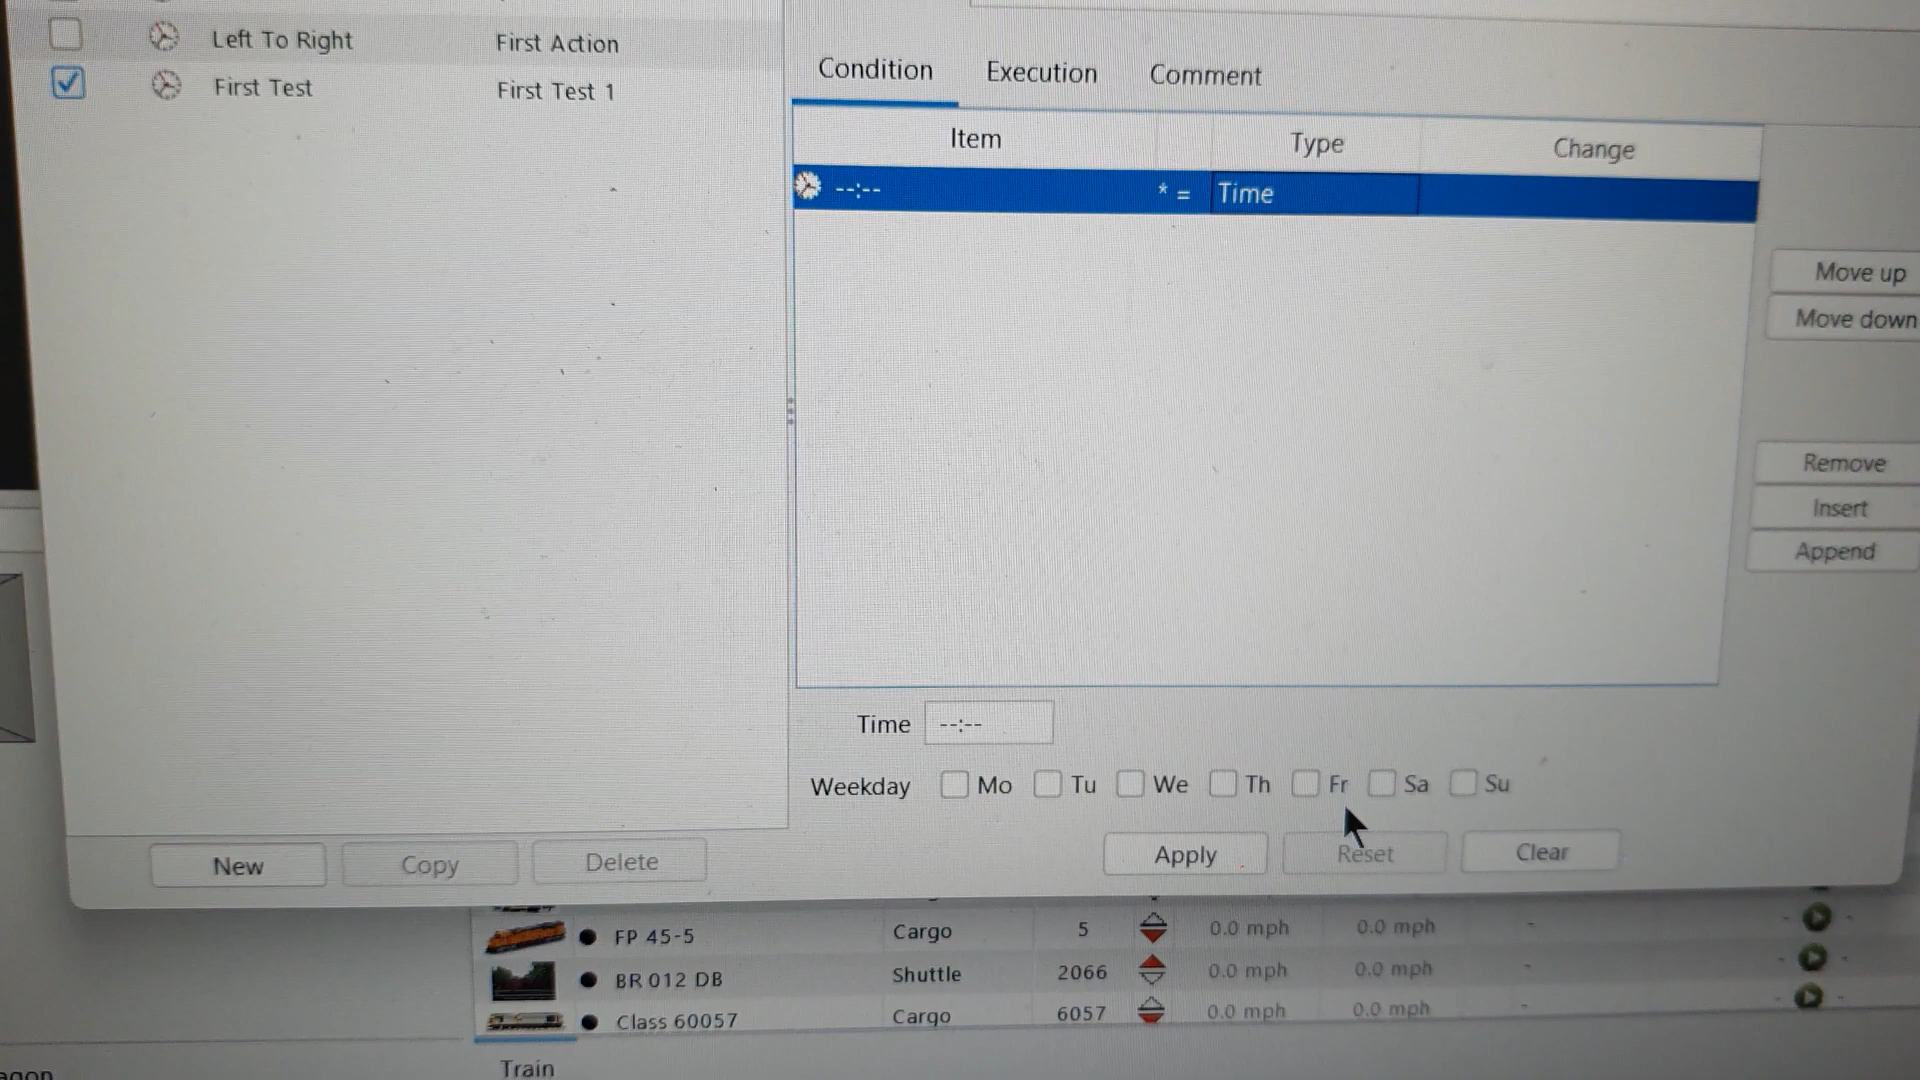 Left To Right First Action
First Test First Test 1
Condition Execution Comment
Item Type Change
--:-- * = Time
Move up
Move down
Remove
Insert
Append
Time --:--
Weekday Mo Tu We Th Fr Sa Su
New Copy Delete Apply Reset Clear
FP 45-5 Cargo 5 0.0 mph 0.0 mph -
BR 012 DB Shuttle 2066 0.0 mph 0.0 mph -
Class 60057 Cargo 6057 0.0 mph 0.0 mph -
Train